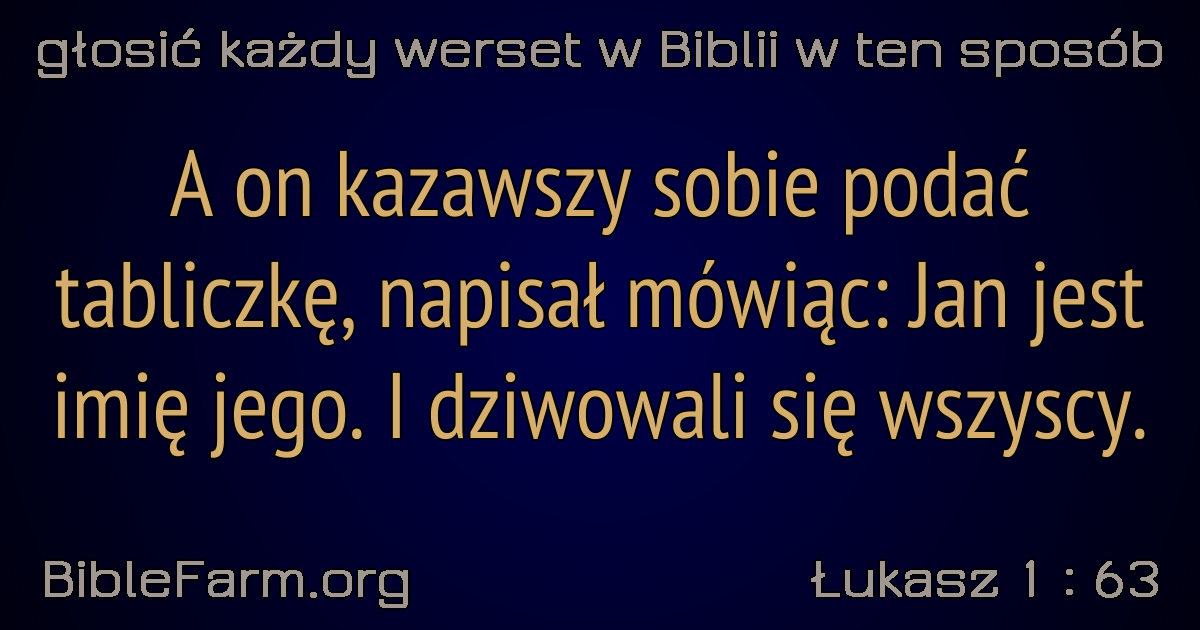 głosić każdy werset w Biblii w ten sposób
A on kazawszy sobie podać
tabliczkę, napisał mówiąc: Jan jest
imię jego. I dziwowali się wszyscy.
BibleFarm.org
Łukasz 1 : 63